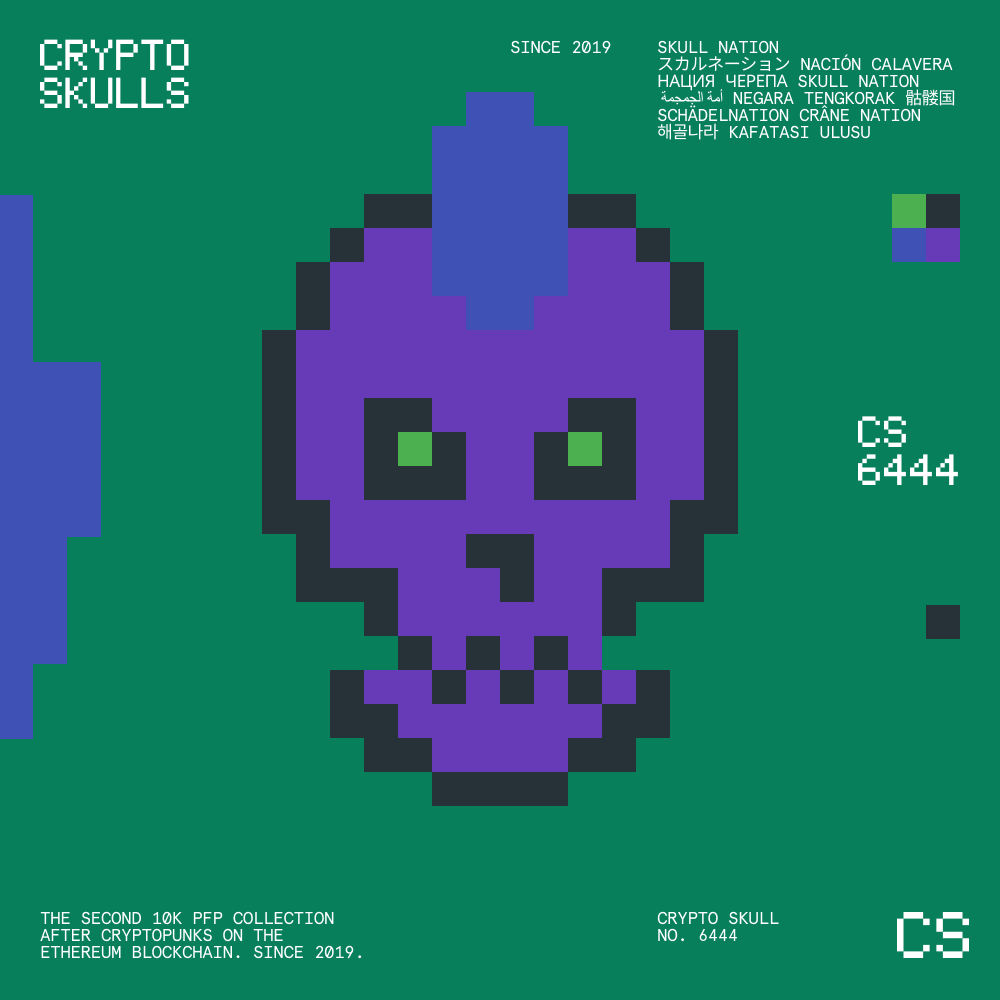 CRYPTO
SKULLS
SINCE 2019
SKULL NATION
スカルネーション NACIÓN CALAVERA
НАЦИЯ ЧЕРЕПА SKULL NATION
أمة الجمجمة NEGARA TENGKORAK 骷髅国
SCHÄDELNATION CRÂNE NATION
해골나라 KAFATASI ULUSU
CS
6444
THE SECOND 10K PFP COLLECTION
AFTER CRYPTOPUNKS ON THE
ETHEREUM BLOCKCHAIN. SINCE 2019.
CRYPTO SKULL
NO. 6444
CS